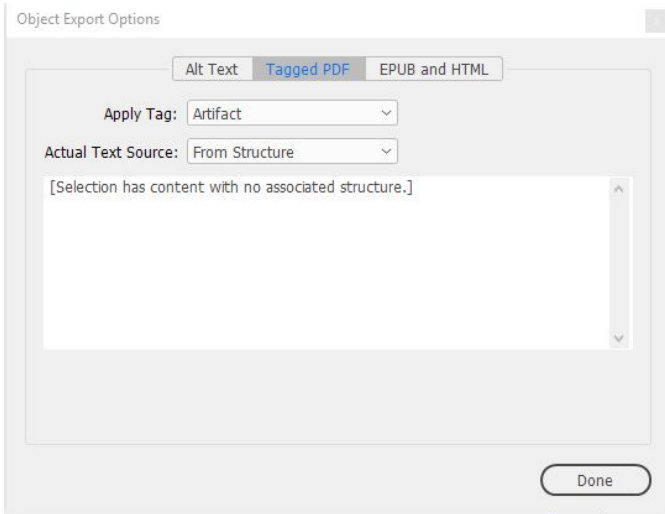 Object Export Options
Alt Text Tagged PDF EPUB and HTML
Apply Tag: Artifact
Actual Text Source: From Structure
[Selection has content with no associated structure.]
Done